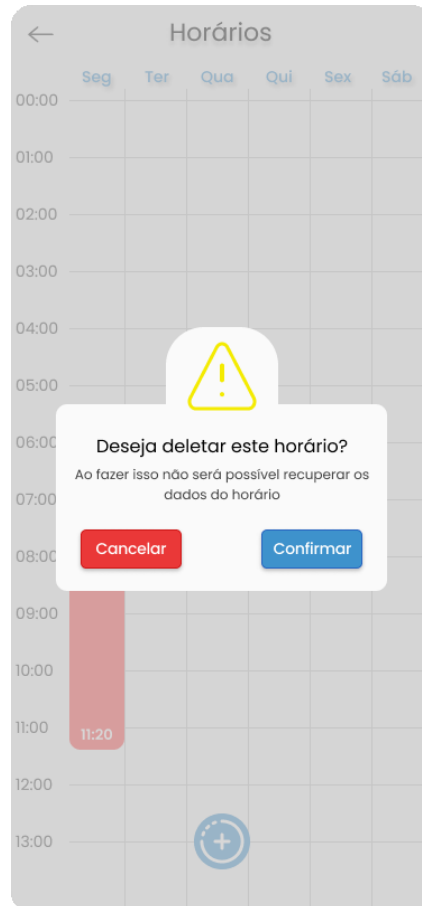 Horários
Seg Ter Qua Qui Sex Sáb
00:00
01:00
02:00
03:00
04:00
05:00
06:00
Deseja deletar este horário?
Ao fazer isso não será possível recuperar os
dados do horário
07:00
Cancelar Confirmar
08:00
09:00
10:00
11:00
11:20
12:00
13:00